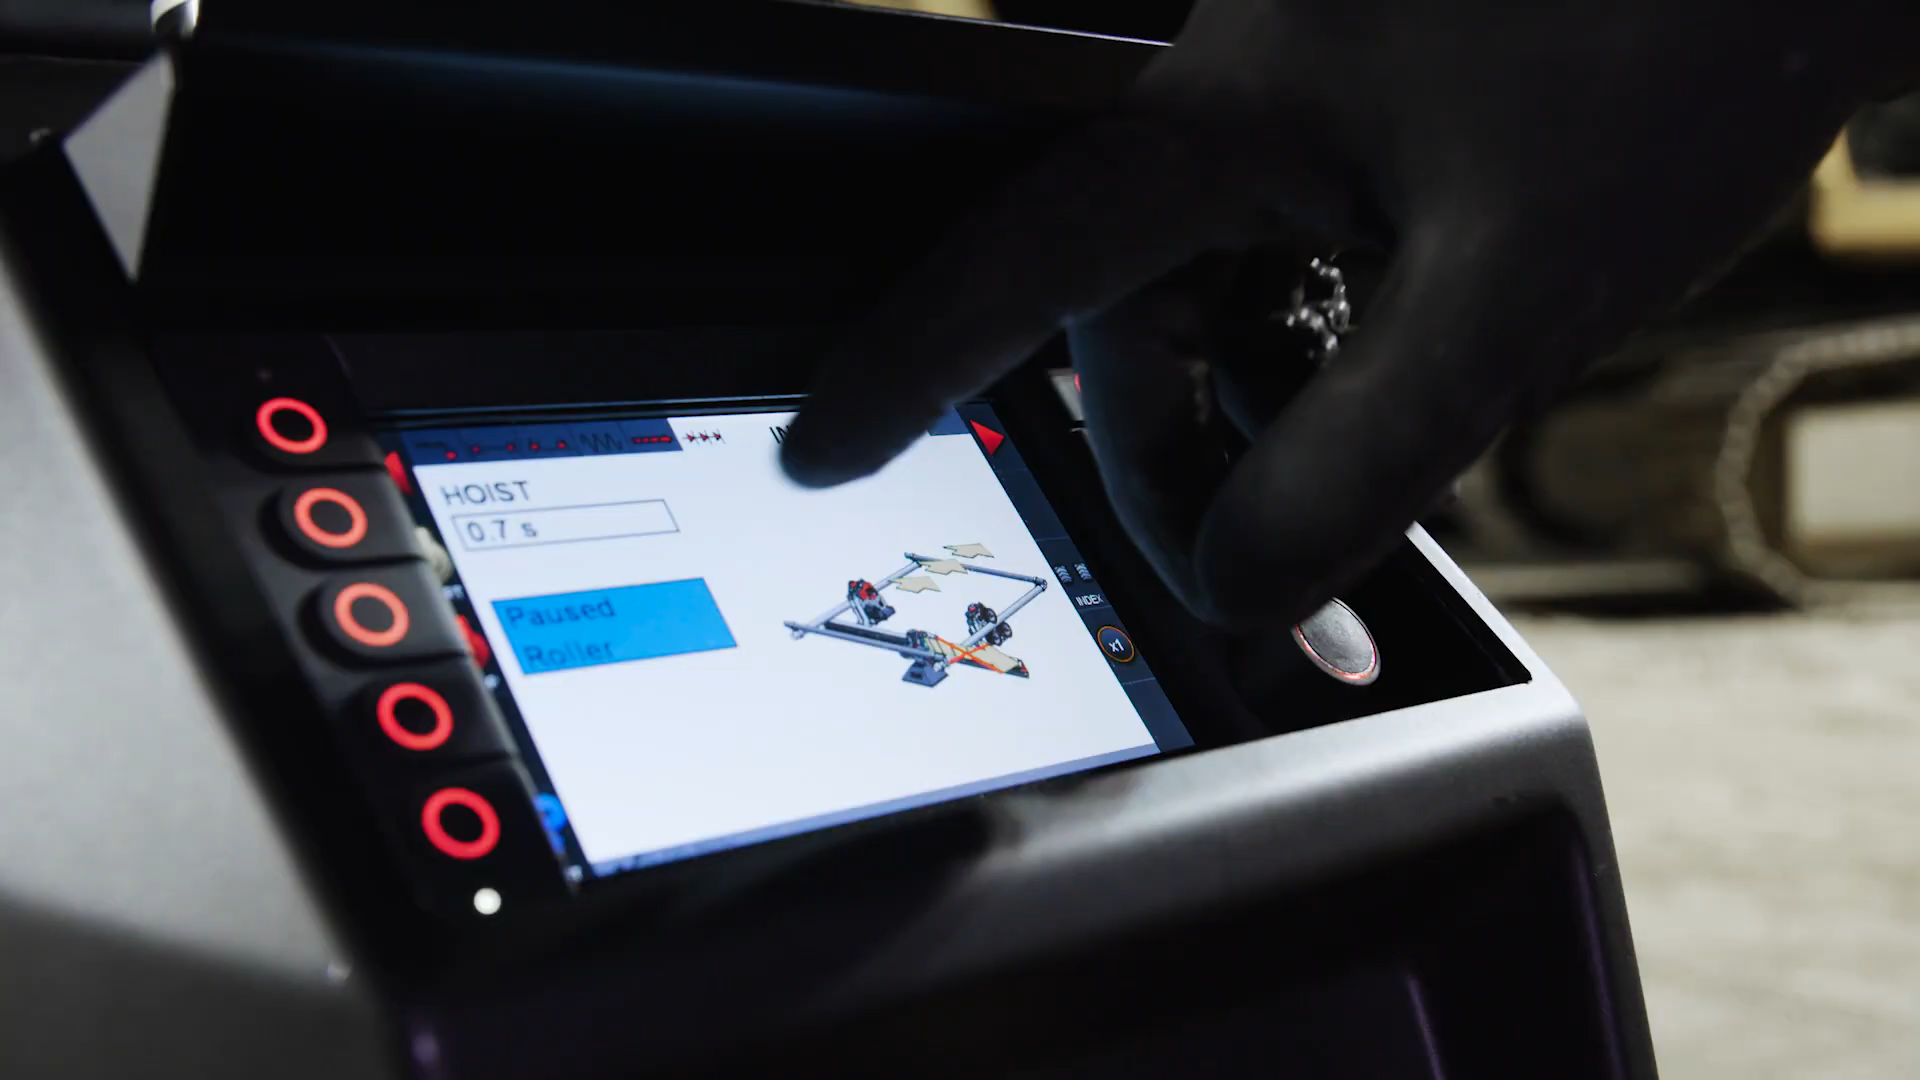 HOIST
0.7 s
Paused
Roller
INDEX
x1